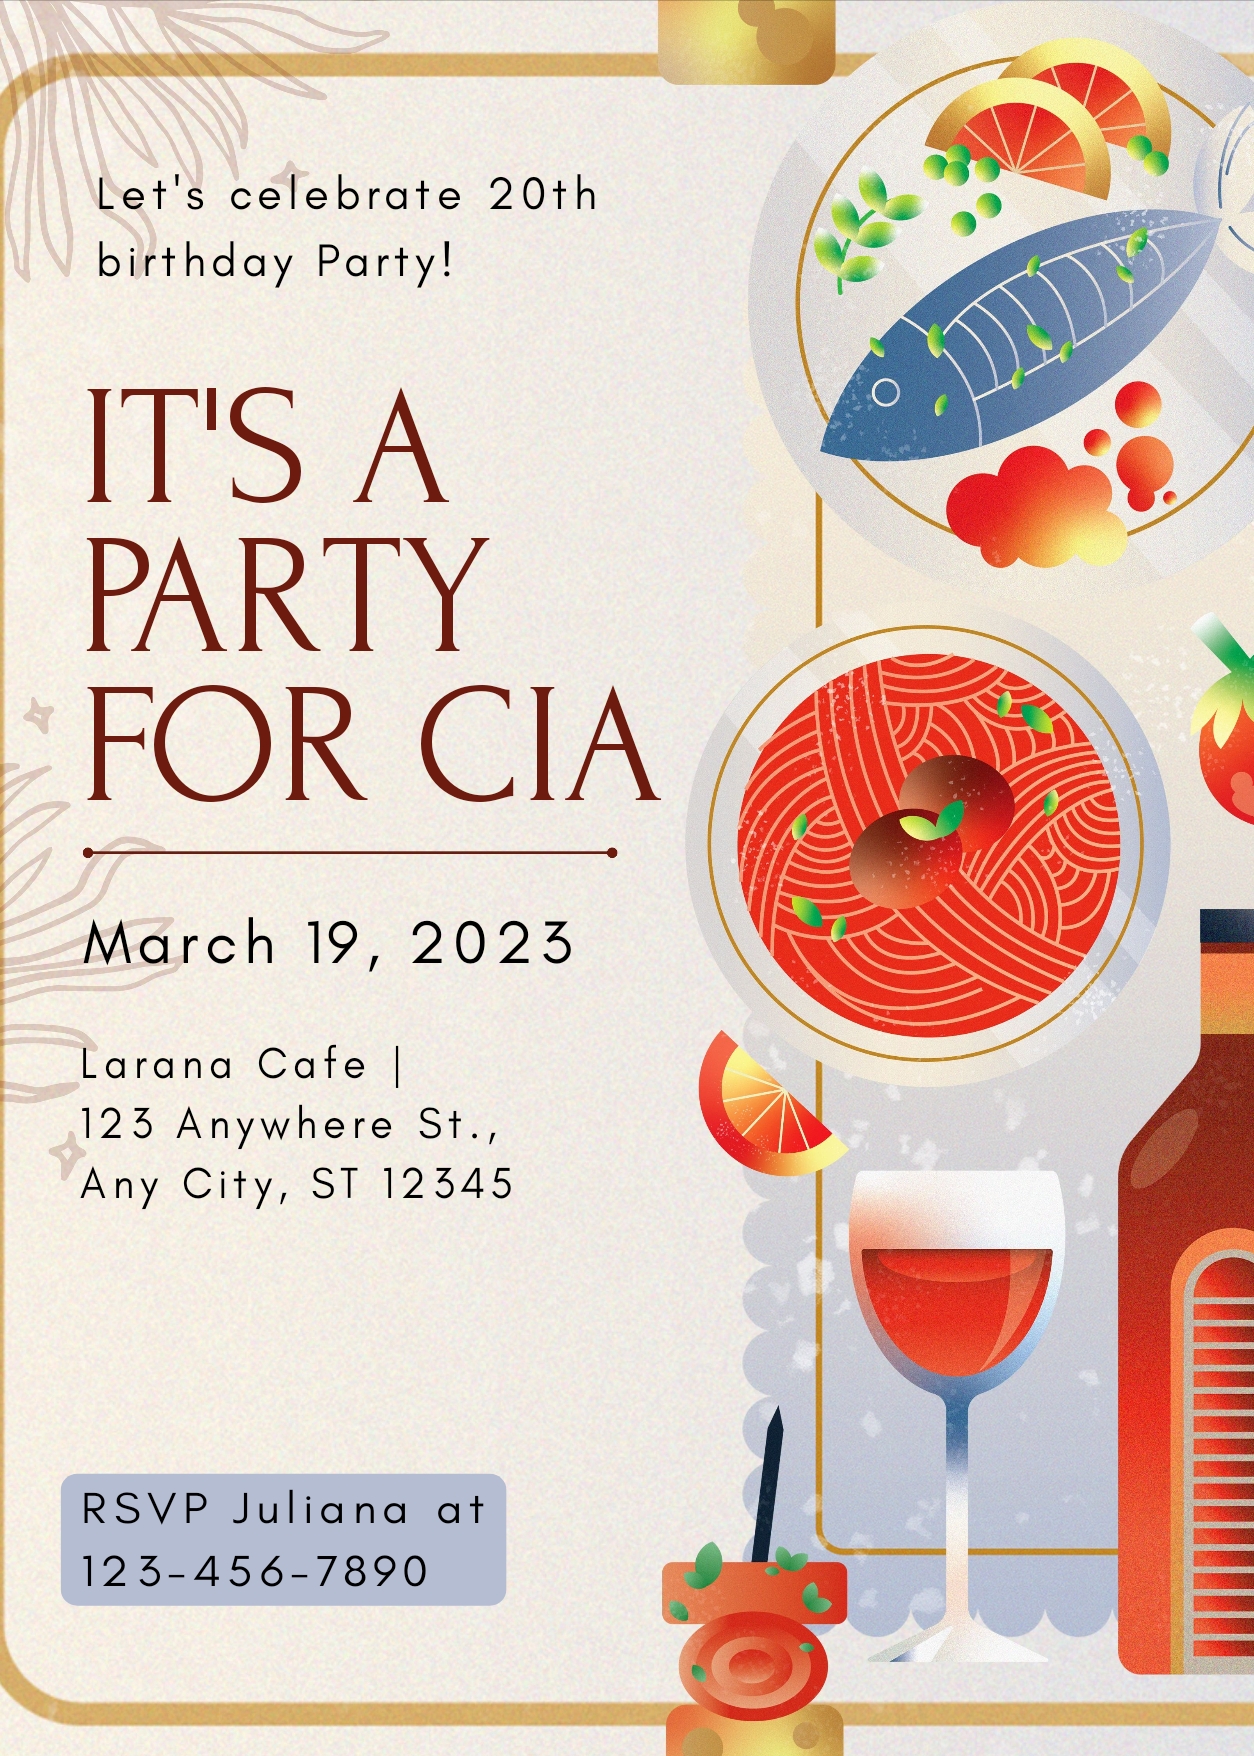 Let's celebrate 20th
birthday Party!
IT'S A
PARTY
FOR CIA
March 19, 2023
Larana Cafe |
123 Anywhere St.,
Any City, ST 12345
RSVP Juliana at
123-456-7890